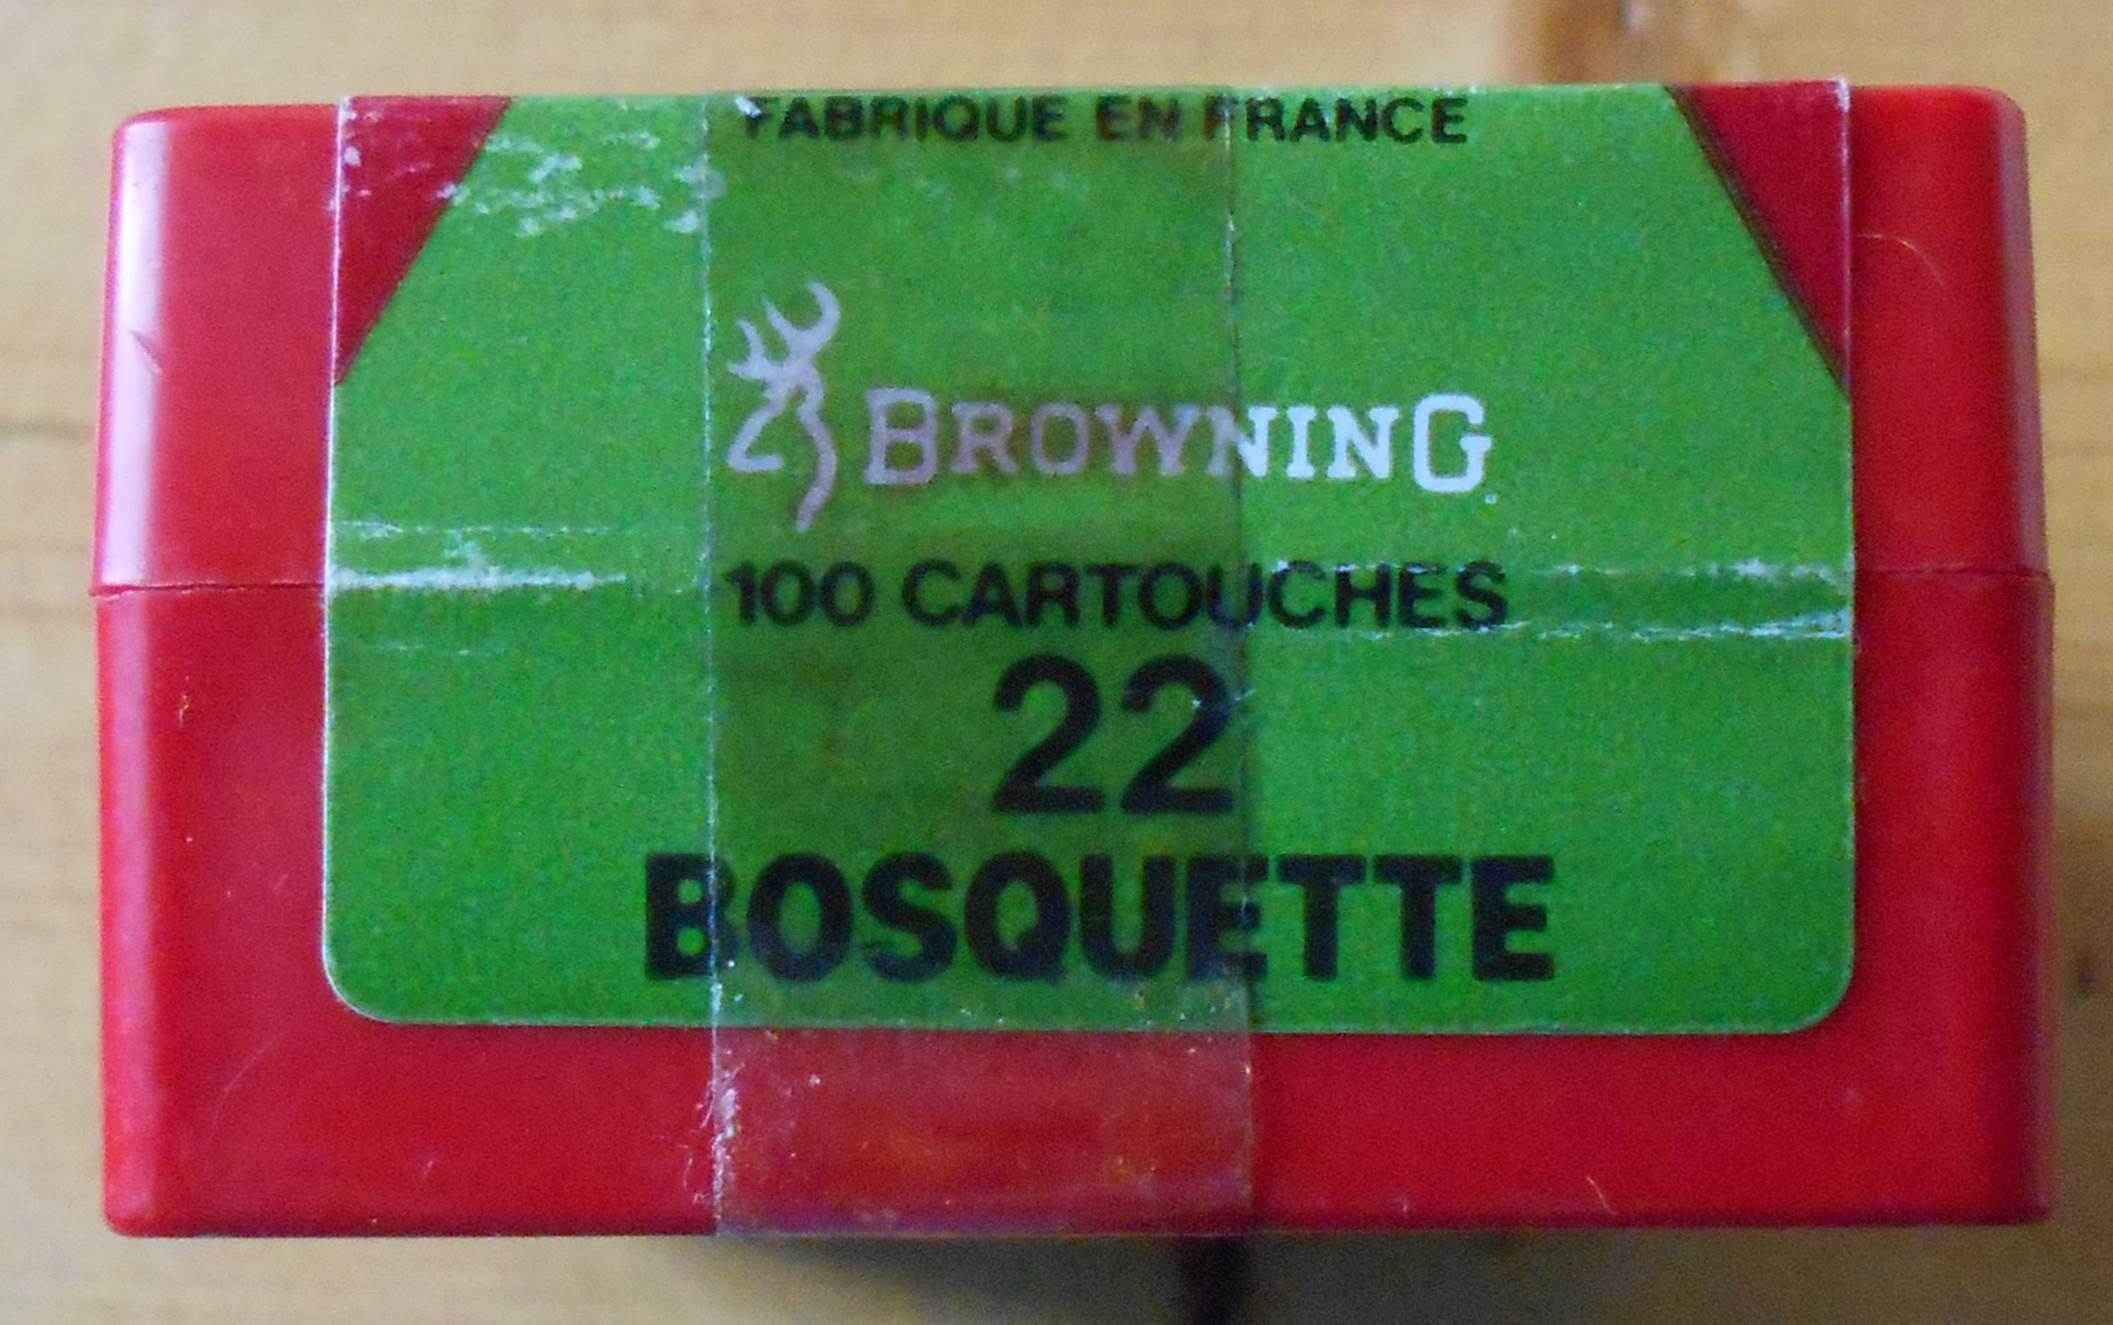 FABRIQUE EN FRANCE
BROWNING
100 CARTOUCHES
22
BOSQUETTE